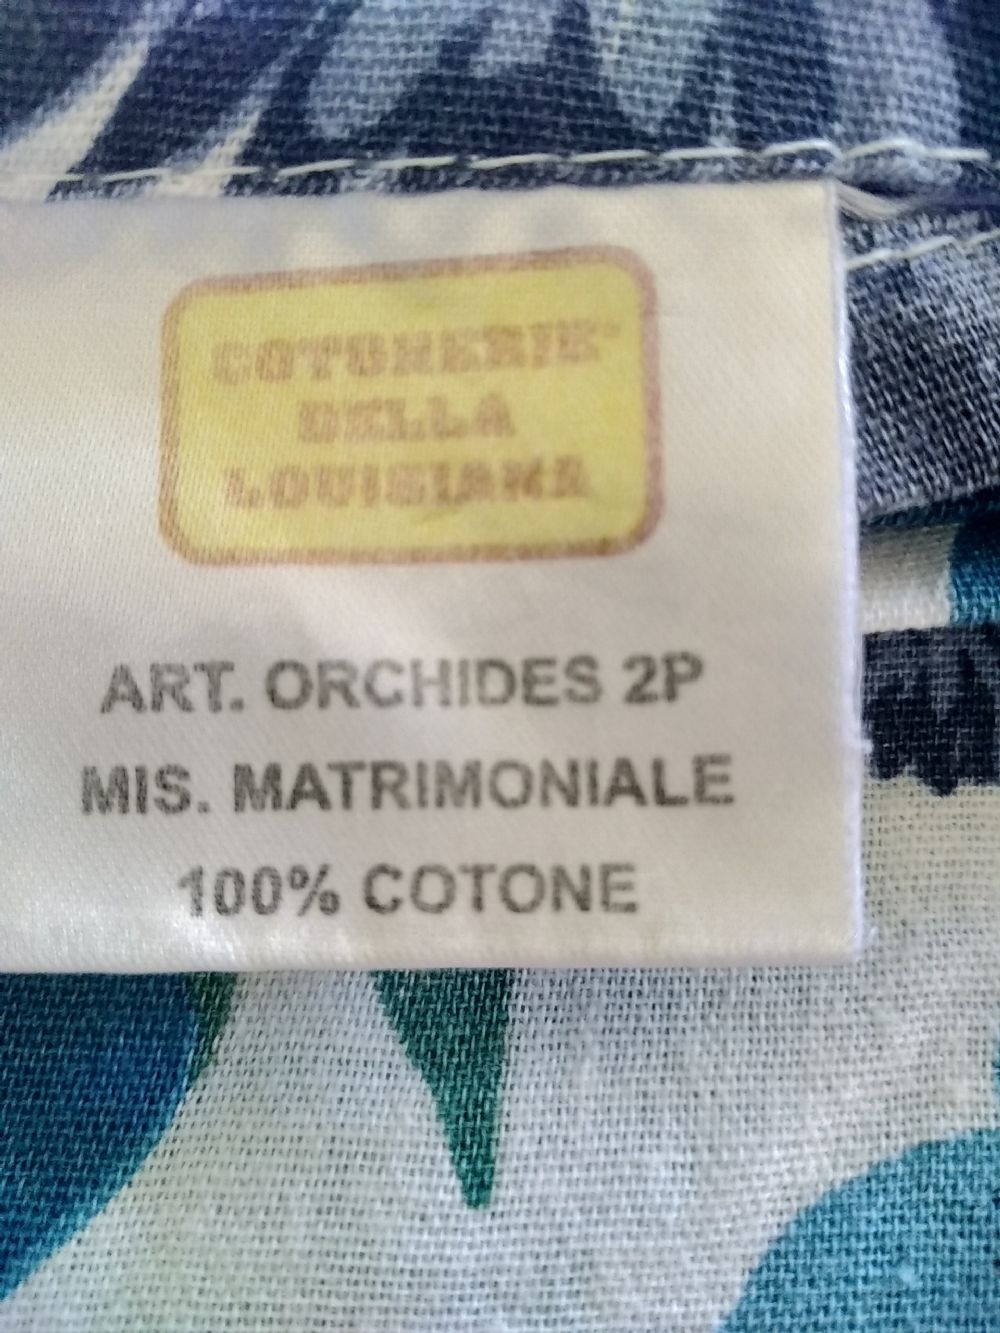 COTONERIE
DELLA
LOUISIANA
ART. ORCHIDES 2P
MIS. MATRIMONIALE
100% COTONE